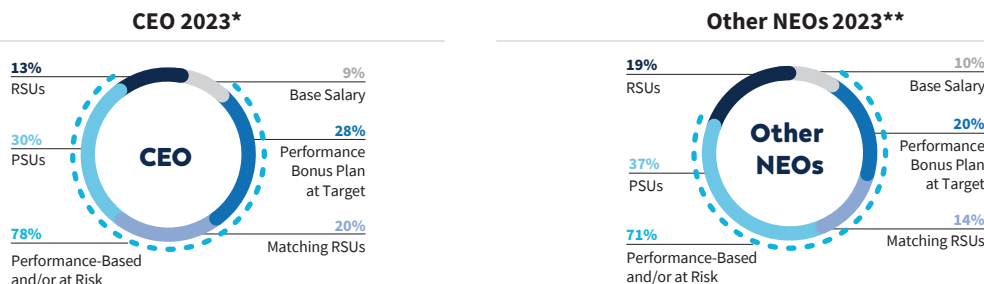 CEO 2023*
13%
RSUs
30%
PSUs
78%
Performance-Based
and/or at Risk
CEO
9%
Base Salary
28%
Performance
Bonus Plan
at Target
20%
Matching RSUs
Other NEOs 2023**
19%
RSUs
37%
PSUs
71%
Performance-Based
and/or at Risk
Other
NEOs
10%
Base Salary
20%
Performance
Bonus Plan
at Target
14%
Matching RSUs